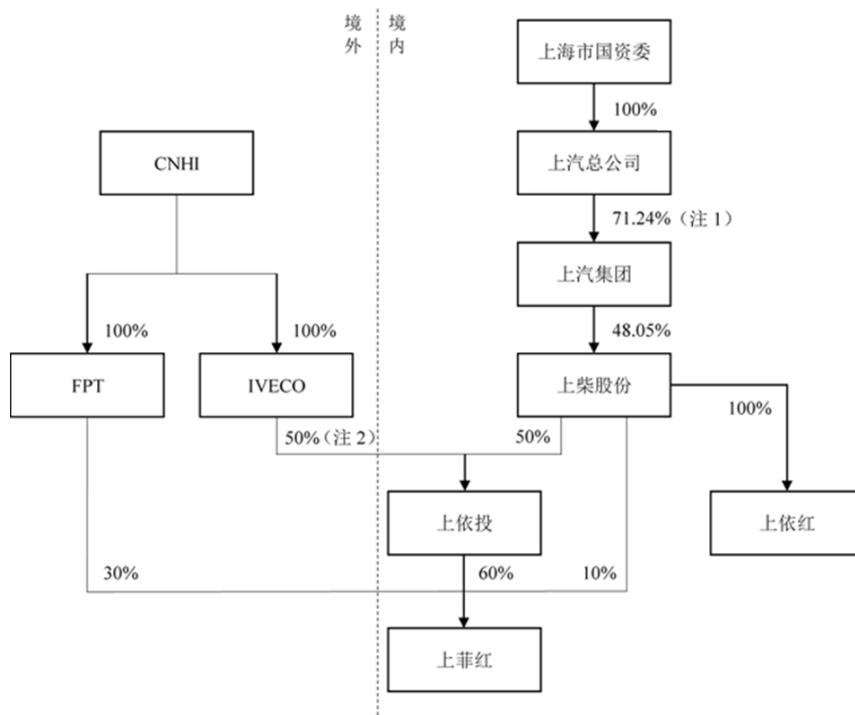 境
外
境
内
上海市国资委
100%
CNHI
上汽总公司
71.24%（注 1）
上汽集团
100%
100%
48.05%
FPT
IVECO
上柴股份
100%
50%（注 2）
50%
上依投
上依红
30%
60%
10%
上菲红